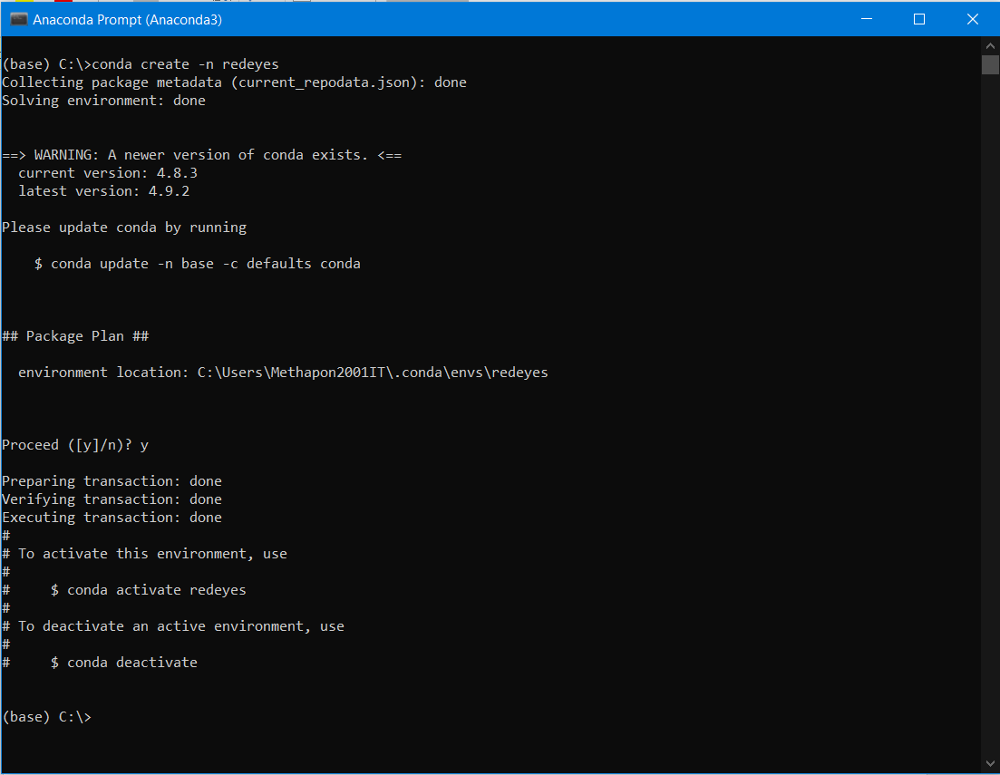 Anaconda Prompt (Anaconda3)
(base) C:\>conda create -n redeyes
Collecting package metadata (current_repodata.json): done
Solving environment: done
==> WARNING: A newer version of conda exists. <==
current version: 4.8.3
latest version: 4.9.2
Please update conda by running
$ conda update -n base -c defaults conda
## Package Plan ##
environment location: C:\Users\Methapon2001IT\.conda\envs\redeyes
Proceed ([y]/n)? y
Preparing transaction: done
Verifying transaction: done
Executing transaction: done
#
# To activate this environment, use
#
#     $ conda activate redeyes
#
# To deactivate an active environment, use
#
#     $ conda deactivate
(base) C:\>